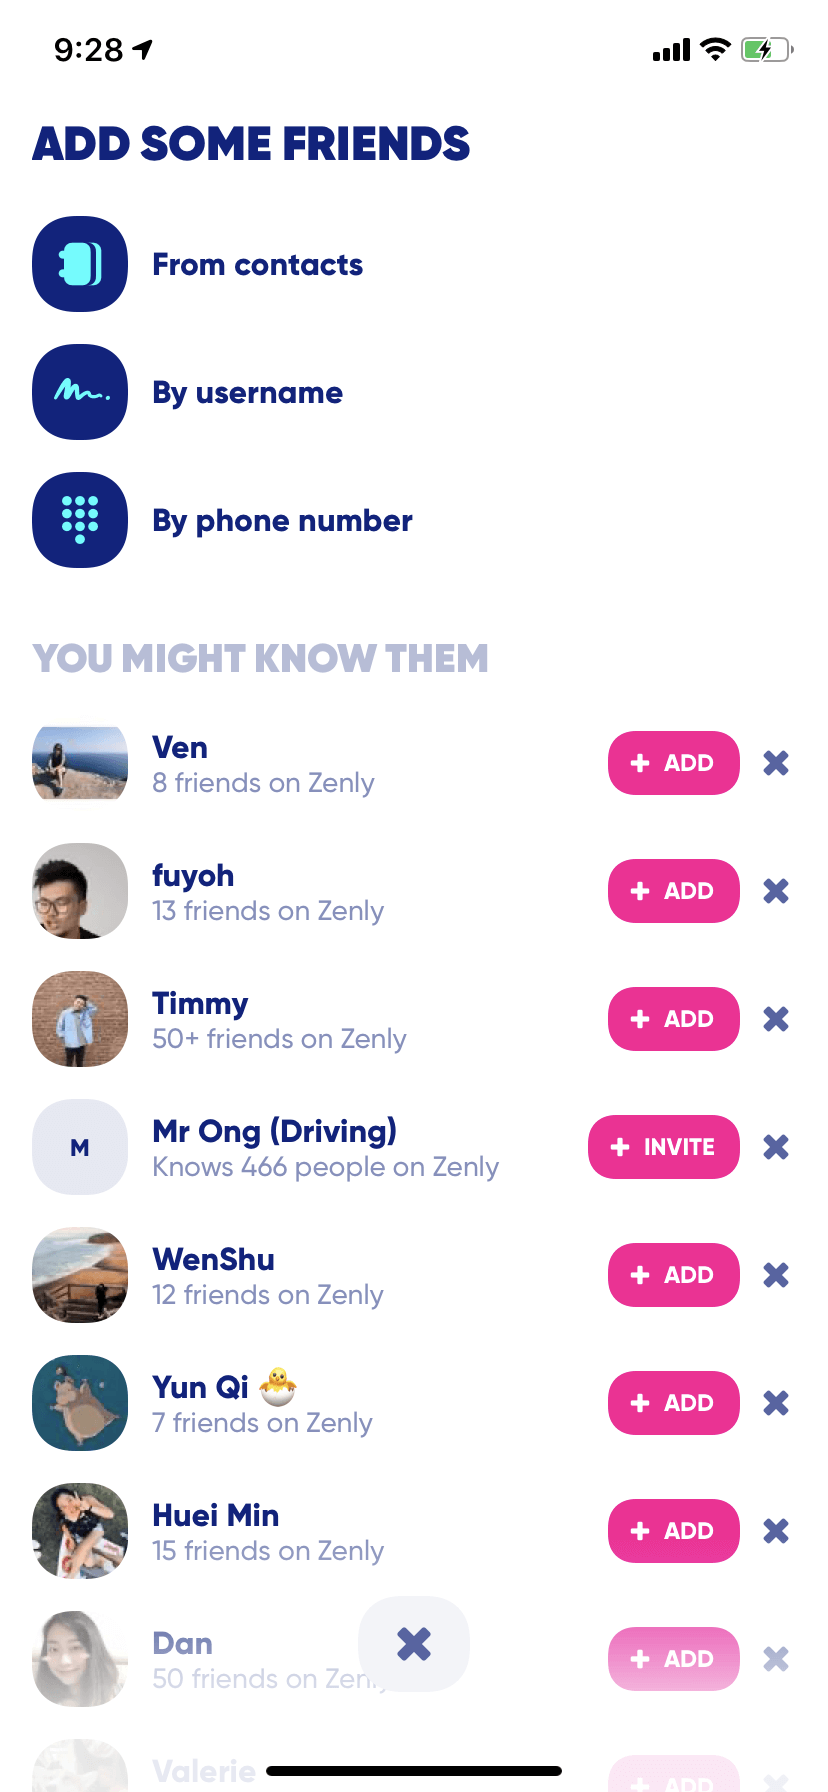 9:28
ADD SOME FRIENDS
From contacts
By username
By phone number
YOU MIGHT KNOW THEM
Ven
8 friends on Zenly
ADD
fuyoh
13 friends on Zenly
ADD
Timmy
50+ friends on Zenly
ADD
M
Mr Ong (Driving)
Knows 466 people on Zenly
INVITE
WenShu
12 friends on Zenly
ADD
Yun Qi 🐣
7 friends on Zenly
ADD
Huei Min
15 friends on Zenly
ADD
Dan
50 friends on Zenly
ADD
Valerie
ADD